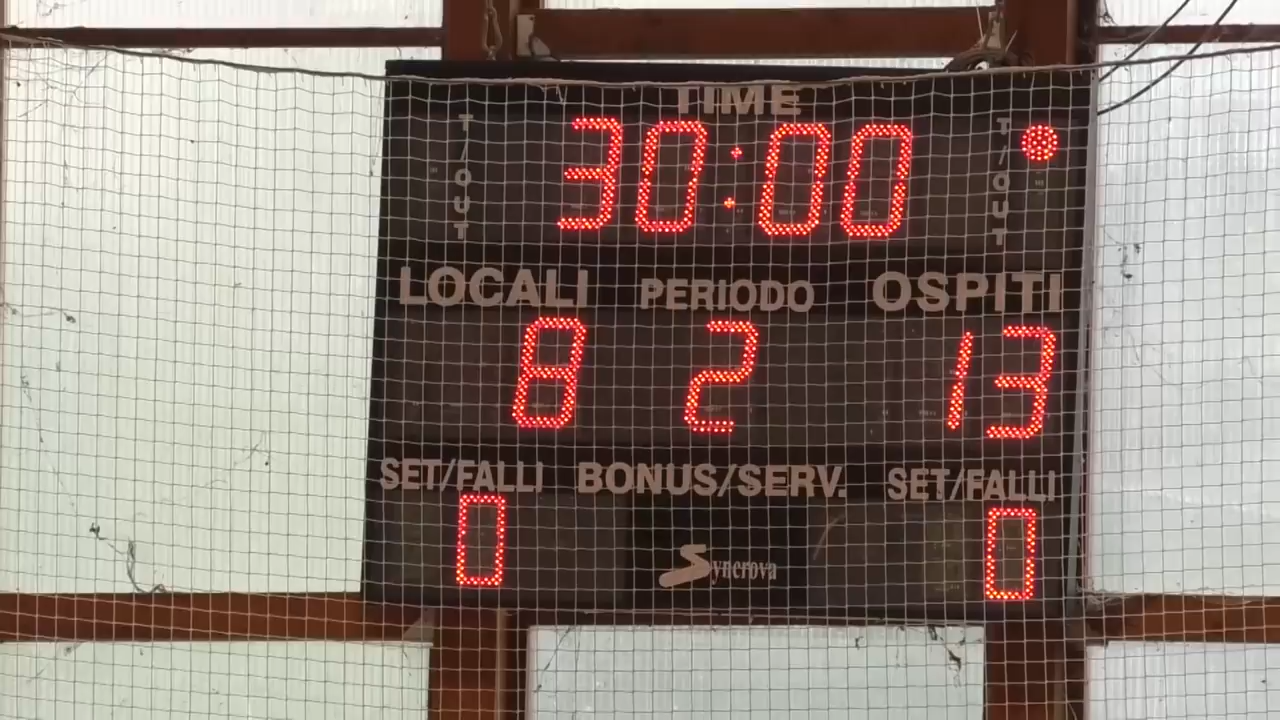 TIME
T/OUT 30:00 T/OUT
LOCALI PERIODO OSPITI
8 2 13
SET/FALLI BONUS/SERV. SET/FALLI
0 0
Syncrova